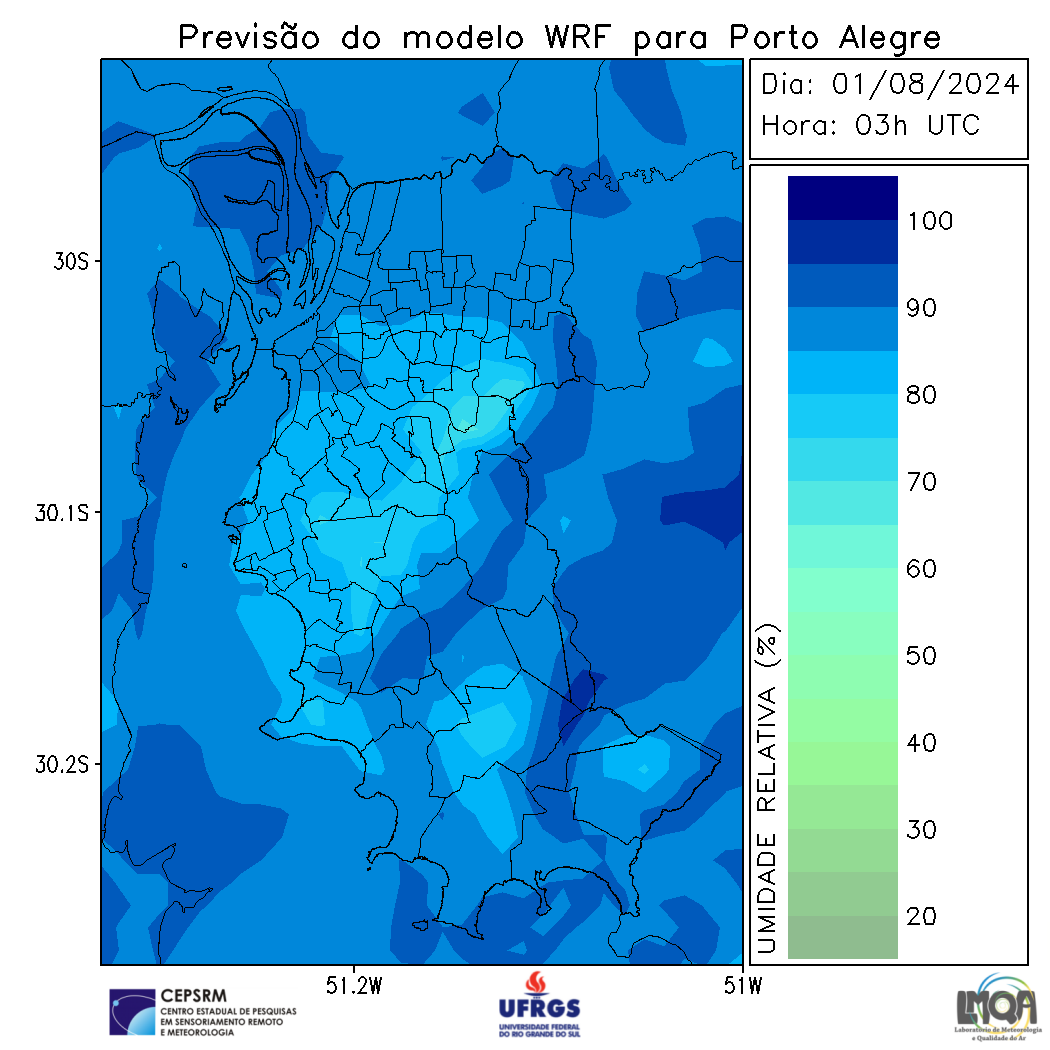 Previsão do modelo WRF para Porto Alegre
Dia: 01/08/2024
Hora: 03h UTC
30S
30.1S
30.2S
51.2W
51W
100
90
80
70
60
50
40
30
20
UMIDADE RELATIVA (%)
CEPSRM
CENTRO ESTADUAL DE PESQUISAS
EM SENSORIAMENTO REMOTO
E METEOROLOGIA
UFRGS
UNIVERSIDADE FEDERAL
DO RIO GRANDE DO SUL
LMQA
Laboratório de Meteorologia
e Qualidade do Ar